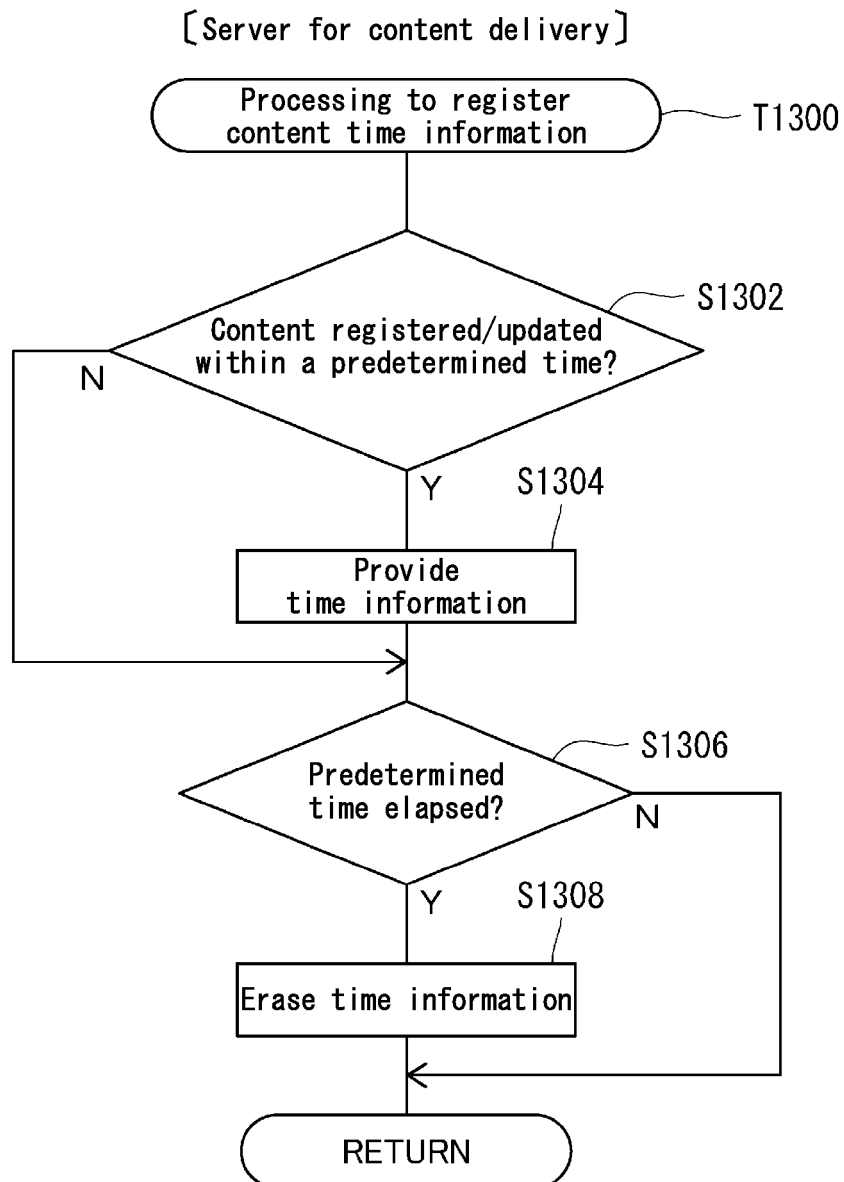 〔Server for content delivery〕
Processing to register
content time information
T1300
S1302
Content registered/updated
within a predetermined time?
N
Y
S1304
Provide
time information
S1306
Predetermined
time elapsed?
N
Y
S1308
Erase time information
RETURN